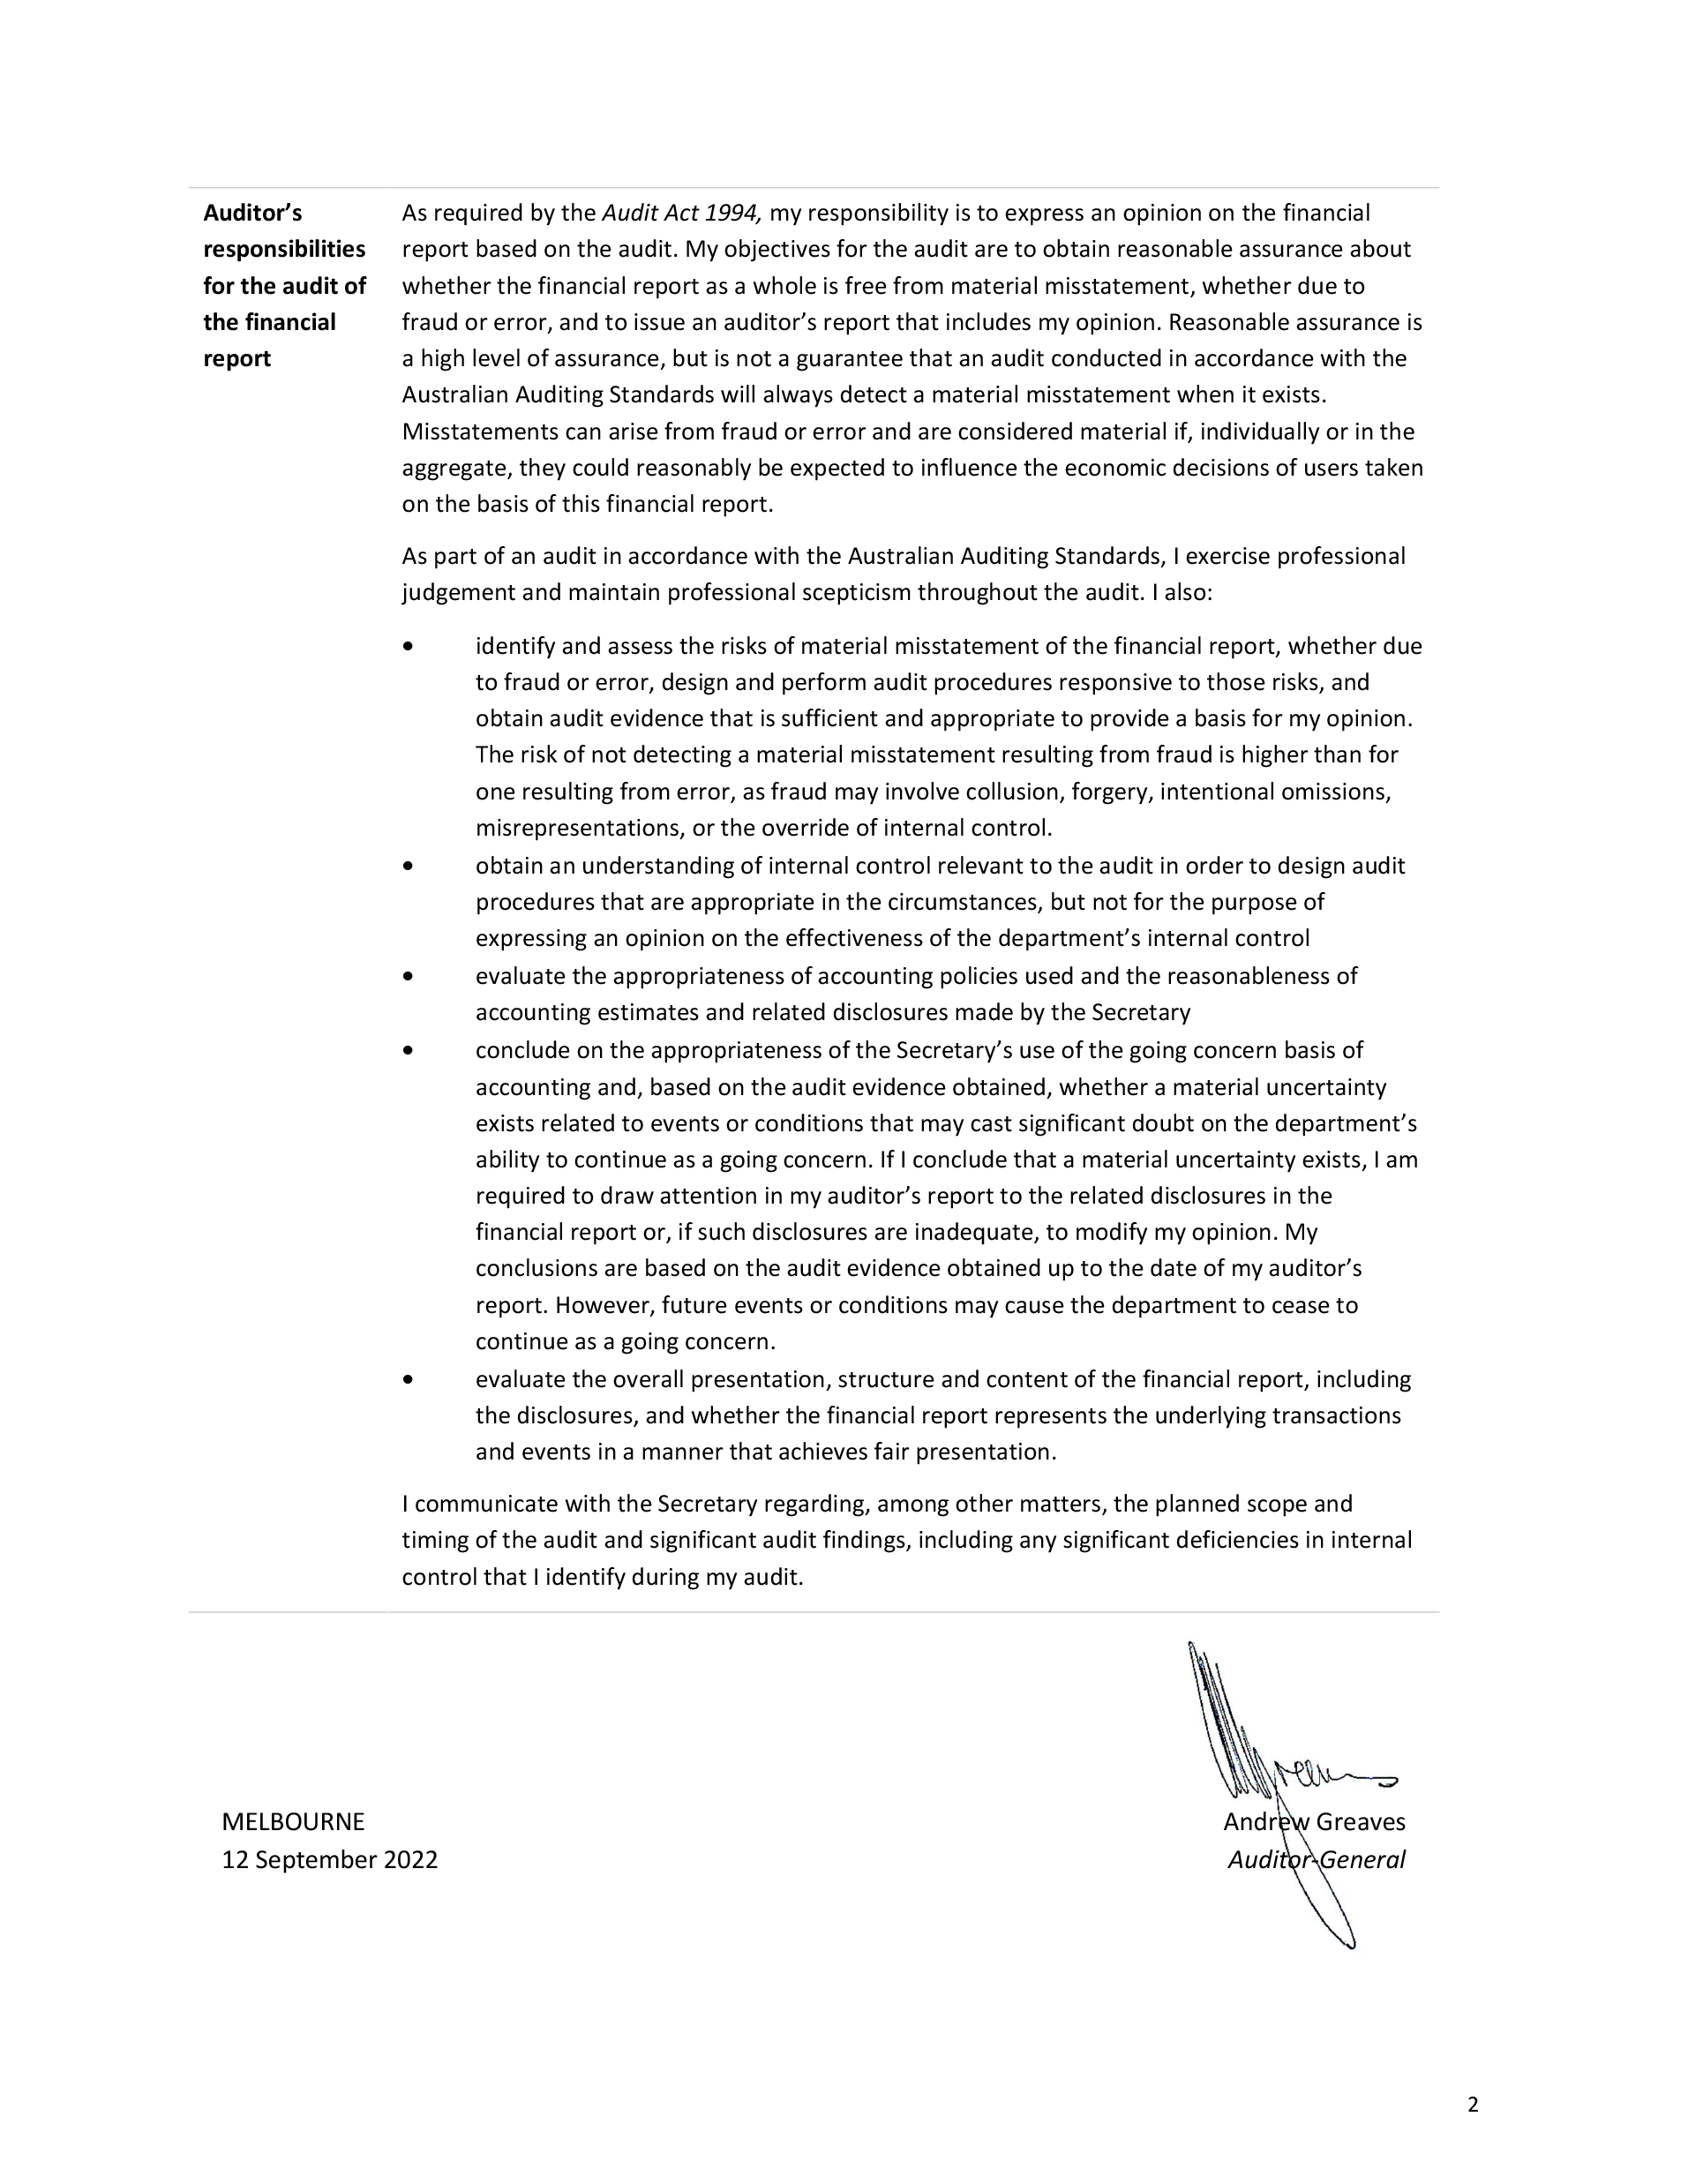 Auditor’s
responsibilities
for the audit of
the financial
report
As required by the Audit Act 1994, my responsibility is to express an opinion on the financial
report based on the audit. My objectives for the audit are to obtain reasonable assurance about
whether the financial report as a whole is free from material misstatement, whether due to
fraud or error, and to issue an auditor’s report that includes my opinion. Reasonable assurance is
a high level of assurance, but is not a guarantee that an audit conducted in accordance with the
Australian Auditing Standards will always detect a material misstatement when it exists.
Misstatements can arise from fraud or error and are considered material if, individually or in the
aggregate, they could reasonably be expected to influence the economic decisions of users taken
on the basis of this financial report.
As part of an audit in accordance with the Australian Auditing Standards, I exercise professional
judgement and maintain professional scepticism throughout the audit. I also:
• identify and assess the risks of material misstatement of the financial report, whether due
to fraud or error, design and perform audit procedures responsive to those risks, and
obtain audit evidence that is sufficient and appropriate to provide a basis for my opinion.
The risk of not detecting a material misstatement resulting from fraud is higher than for
one resulting from error, as fraud may involve collusion, forgery, intentional omissions,
misrepresentations, or the override of internal control.
• obtain an understanding of internal control relevant to the audit in order to design audit
procedures that are appropriate in the circumstances, but not for the purpose of
expressing an opinion on the effectiveness of the department’s internal control
• evaluate the appropriateness of accounting policies used and the reasonableness of
accounting estimates and related disclosures made by the Secretary
• conclude on the appropriateness of the Secretary’s use of the going concern basis of
accounting and, based on the audit evidence obtained, whether a material uncertainty
exists related to events or conditions that may cast significant doubt on the department’s
ability to continue as a going concern. If I conclude that a material uncertainty exists, I am
required to draw attention in my auditor’s report to the related disclosures in the
financial report or, if such disclosures are inadequate, to modify my opinion. My
conclusions are based on the audit evidence obtained up to the date of my auditor’s
report. However, future events or conditions may cause the department to cease to
continue as a going concern.
• evaluate the overall presentation, structure and content of the financial report, including
the disclosures, and whether the financial report represents the underlying transactions
and events in a manner that achieves fair presentation.
I communicate with the Secretary regarding, among other matters, the planned scope and
timing of the audit and significant audit findings, including any significant deficiencies in internal
control that I identify during my audit.
MELBOURNE
12 September 2022
Andrew Greaves
Auditor-General
2